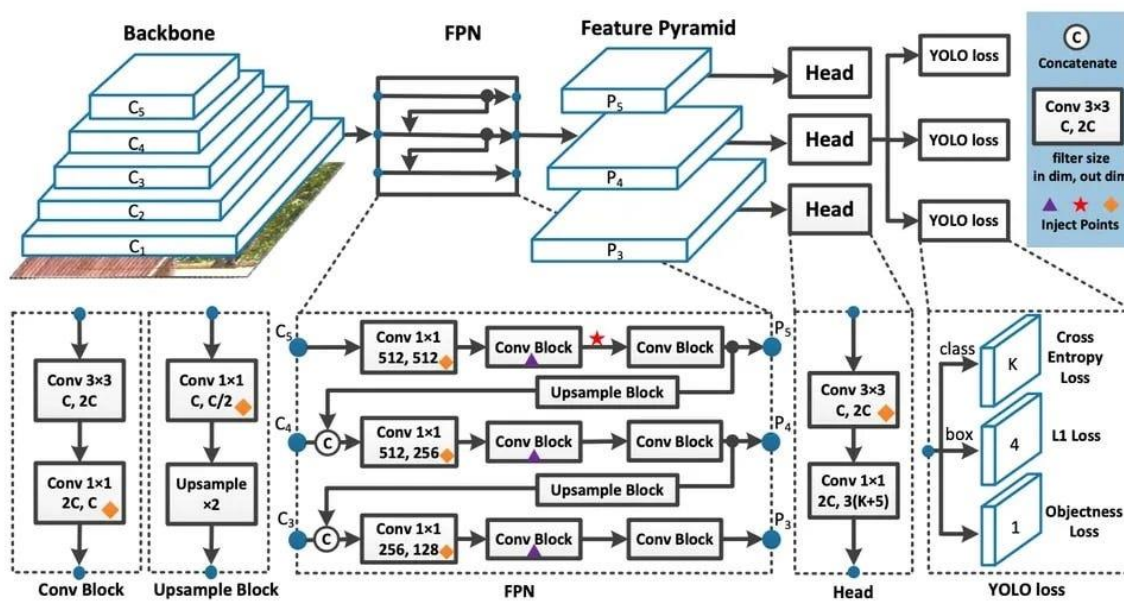 Backbone
FPN
Feature Pyramid
C5
C4
C3
C2
C1
P5
P4
P3
Head
Head
Head
YOLO loss
YOLO loss
YOLO loss
C
Concatenate
Conv 3×3
C, 2C
filter size
in dim, out dim
Inject Points
Conv 3×3
C, 2C
Conv 1×1
2C, C
Conv Block
Conv 1×1
C, C/2
Upsample
×2
Upsample Block
C5
Conv 1×1
512, 512
Conv Block
Conv Block
P5
Upsample Block
C4
C
Conv 1×1
512, 256
Conv Block
Conv Block
P4
Upsample Block
C3
C
Conv 1×1
256, 128
Conv Block
Conv Block
P3
FPN
Conv 3×3
C, 2C
Conv 1×1
2C, 3(K+5)
Head
class
K
Cross
Entropy
Loss
box
4
L1 Loss
1
Objectness
Loss
YOLO loss